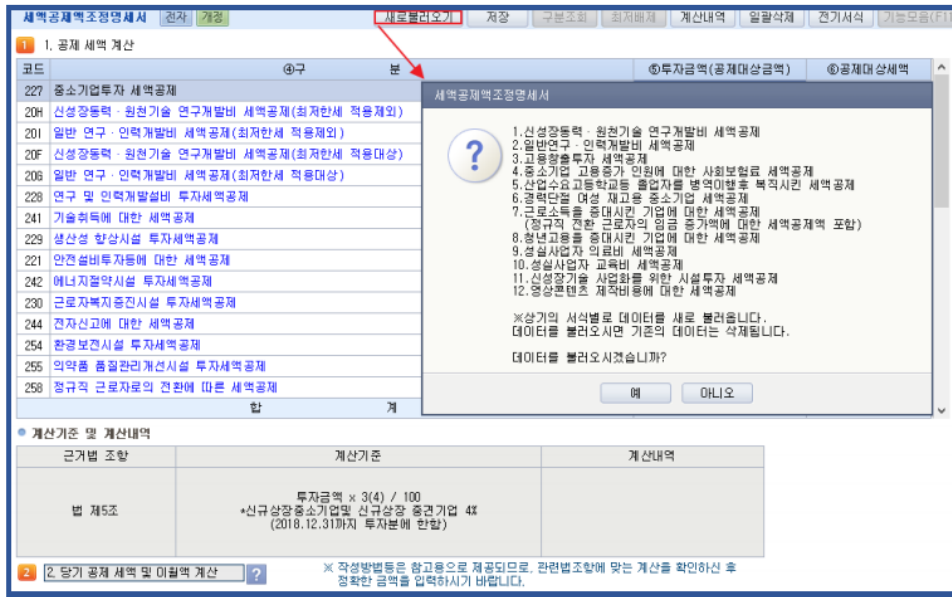 세액공제액조정명세서 전자 개정 새로불러오기 저장 구분조회 최저배제 계산내역 일괄삭제 전기서식 기능모음(F11
1 1. 공제 세액 계산
코드 ④구 분 ⑤투자금액(공제대상금액) ⑥공제대상세액
227 중소기업투자 세액공제
20H 신성장동력·원천기술 연구개발비 세액공제(최저한세 적용제외)
20I 일반 연구·인력개발비 세액공제(최저한세 적용제외)
20F 신성장동력·원천기술 연구개발비 세액공제(최저한세 적용대상)
20G 일반 연구·인력개발비 세액공제(최저한세 적용대상)
228 연구 및 인력개발설비 투자세액공제
241 기술취득에 대한 세액공제
229 생산성 향상시설 투자세액공제
221 안전설비투자등에 대한 세액공제
242 에너지절약시설 투자세액공제
230 근로자복지증진시설 투자세액공제
244 전자신고에 대한 세액공제
254 환경보전시설 투자세액공제
255 의약품 품질관리개선시설 투자세액공제
258 정규직 근로자로의 전환에 따른 세액공제
합 계
세액공제액조정명세서
?
1.신성장동력·원천기술 연구개발비 세액공제
2.일반연구·인력개발비 세액공제
3.고용창출투자 세액공제
4.중소기업 고용증가 인원에 대한 사회보험료 세액공제
5.산업수요고등학교등 졸업자를 병역이행후 복직시킨 세액공제
6.경력단절 여성 재고용 중소기업 세액공제
7.근로소득을 증대시킨 기업에 대한 세액공제
(정규직 전환 근로자의 임금 증가액에 대한 세액공제액 포함)
8.청년고용을 증대시킨 기업에 대한 세액공제
9.성실사업자 의료비 세액공제
10.성실사업자 교육비 세액공제
11.신성장기술 사업화를 위한 시설투자 세액공제
12.영상콘텐츠 제작비용에 대한 세액공제
※상기의 서식별로 데이터를 새로 불러옵니다.
데이터를 불러오시면 기존의 데이터는 삭제됩니다.
데이터를 불러오시겠습니까?
예 아니오
계산기준 및 계산내역
근거법 조항 계산기준 계산내역
법 제5조
투자금액 x 3(4) / 100
*신규상장중소기업및 신규상장 중견기업 4%
(2018.12.31까지 투자분에 한함)
2 2. 당기 공제 세액 및 이월액 계산 ?
※ 작성방법등은 참고용으로 제공되므로, 관련법조항에 맞는 계산을 확인하신 후
정확한 금액을 입력하시기 바랍니다.